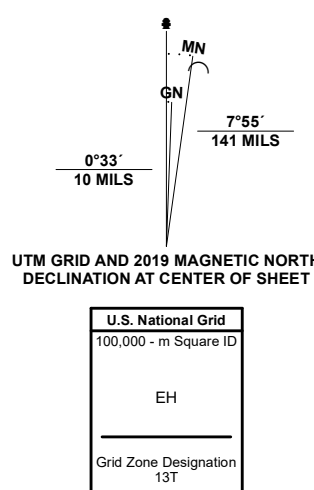 MN
GN
7°55´
141 MILS
0°33´
10 MILS
UTM GRID AND 2019 MAGNETIC NORTH
DECLINATION AT CENTER OF SHEET
U.S. National Grid
100,000 - m Square ID
EH
Grid Zone Designation
13T